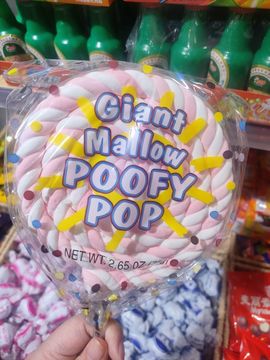 Giant
Mallow
POOFY
POP
NET WT. 2.65 OZ